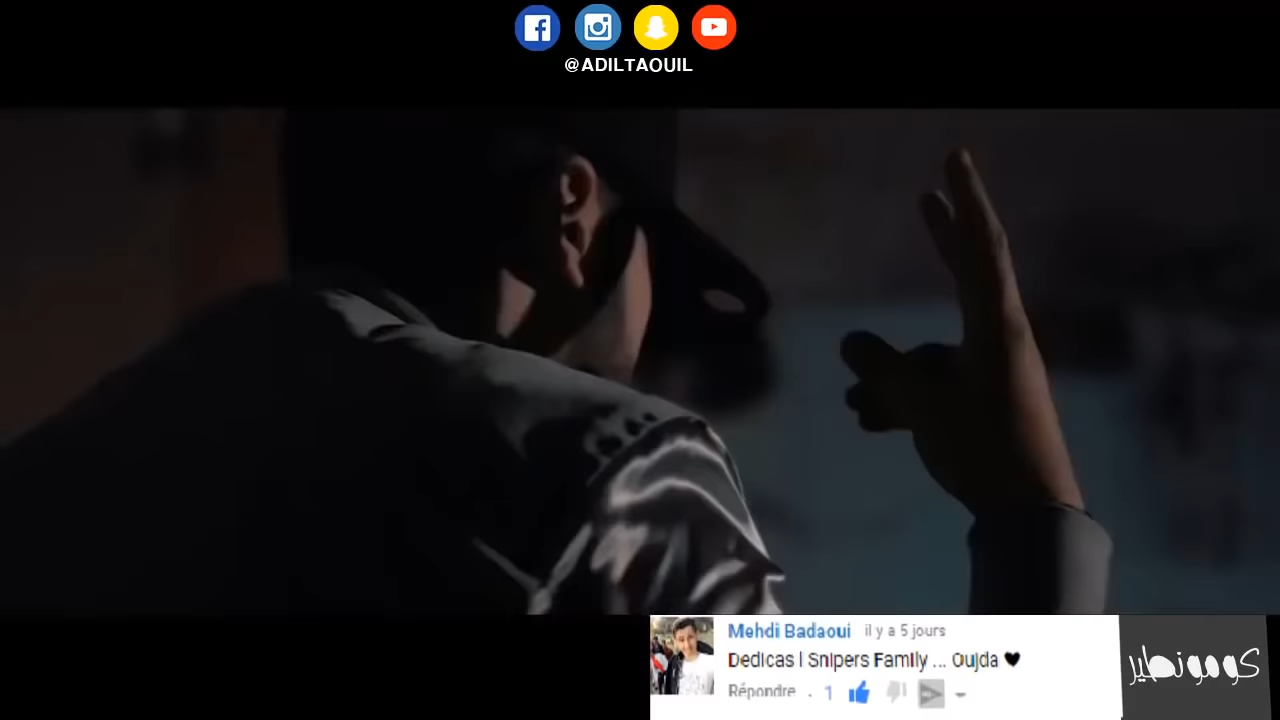 @ADILTAOUIL
Mehdi Badaoui il y a 5 jours
Dedicas l Snipers Family ... Oujda ♥
Répondre . 1
كومونطير